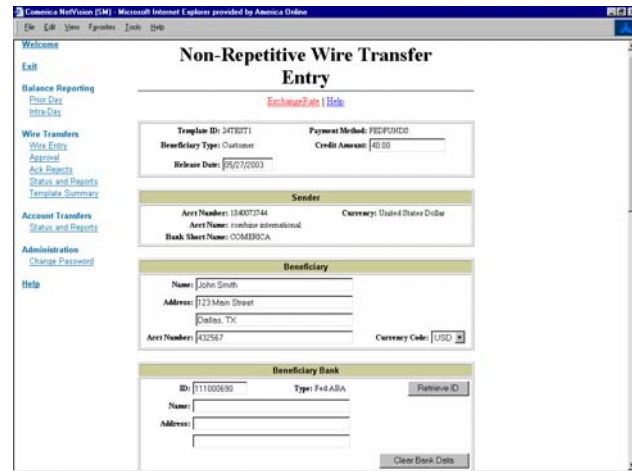 Comerica NetVision (SM) - Microsoft Internet Explorer provided by America Online
File Edit View Favorites Tools Help
Welcome
Exit
Balance Reporting
Prior Day
Intra-Day
Wire Transfers
Wire Entry
Approval
Ack Rejects
Status and Reports
Template Summary
Account Transfers
Status and Reports
Administration
Change Password
Help
Non-Repetitive Wire Transfer
Entry
ExchangeRate | Help
Template ID: 24TEST1 Payment Method: FEDFUNDS
Beneficiary Type: Customer Credit Amount: 40.00
Release Date: 05/27/2003
Sender
Acct Number: 1840073744 Currency: United States Dollar
Acct Name: combine international
Bank Short Name: COMERICA
Beneficiary
Name: John Smith
Address: 123 Main Street
Dallas, TX
Acct Number: 432567 Currency Code: USD
Beneficiary Bank
ID: 111000690 Type: Fed ABA Retrieve ID
Name:
Address:
Clear Bank Data